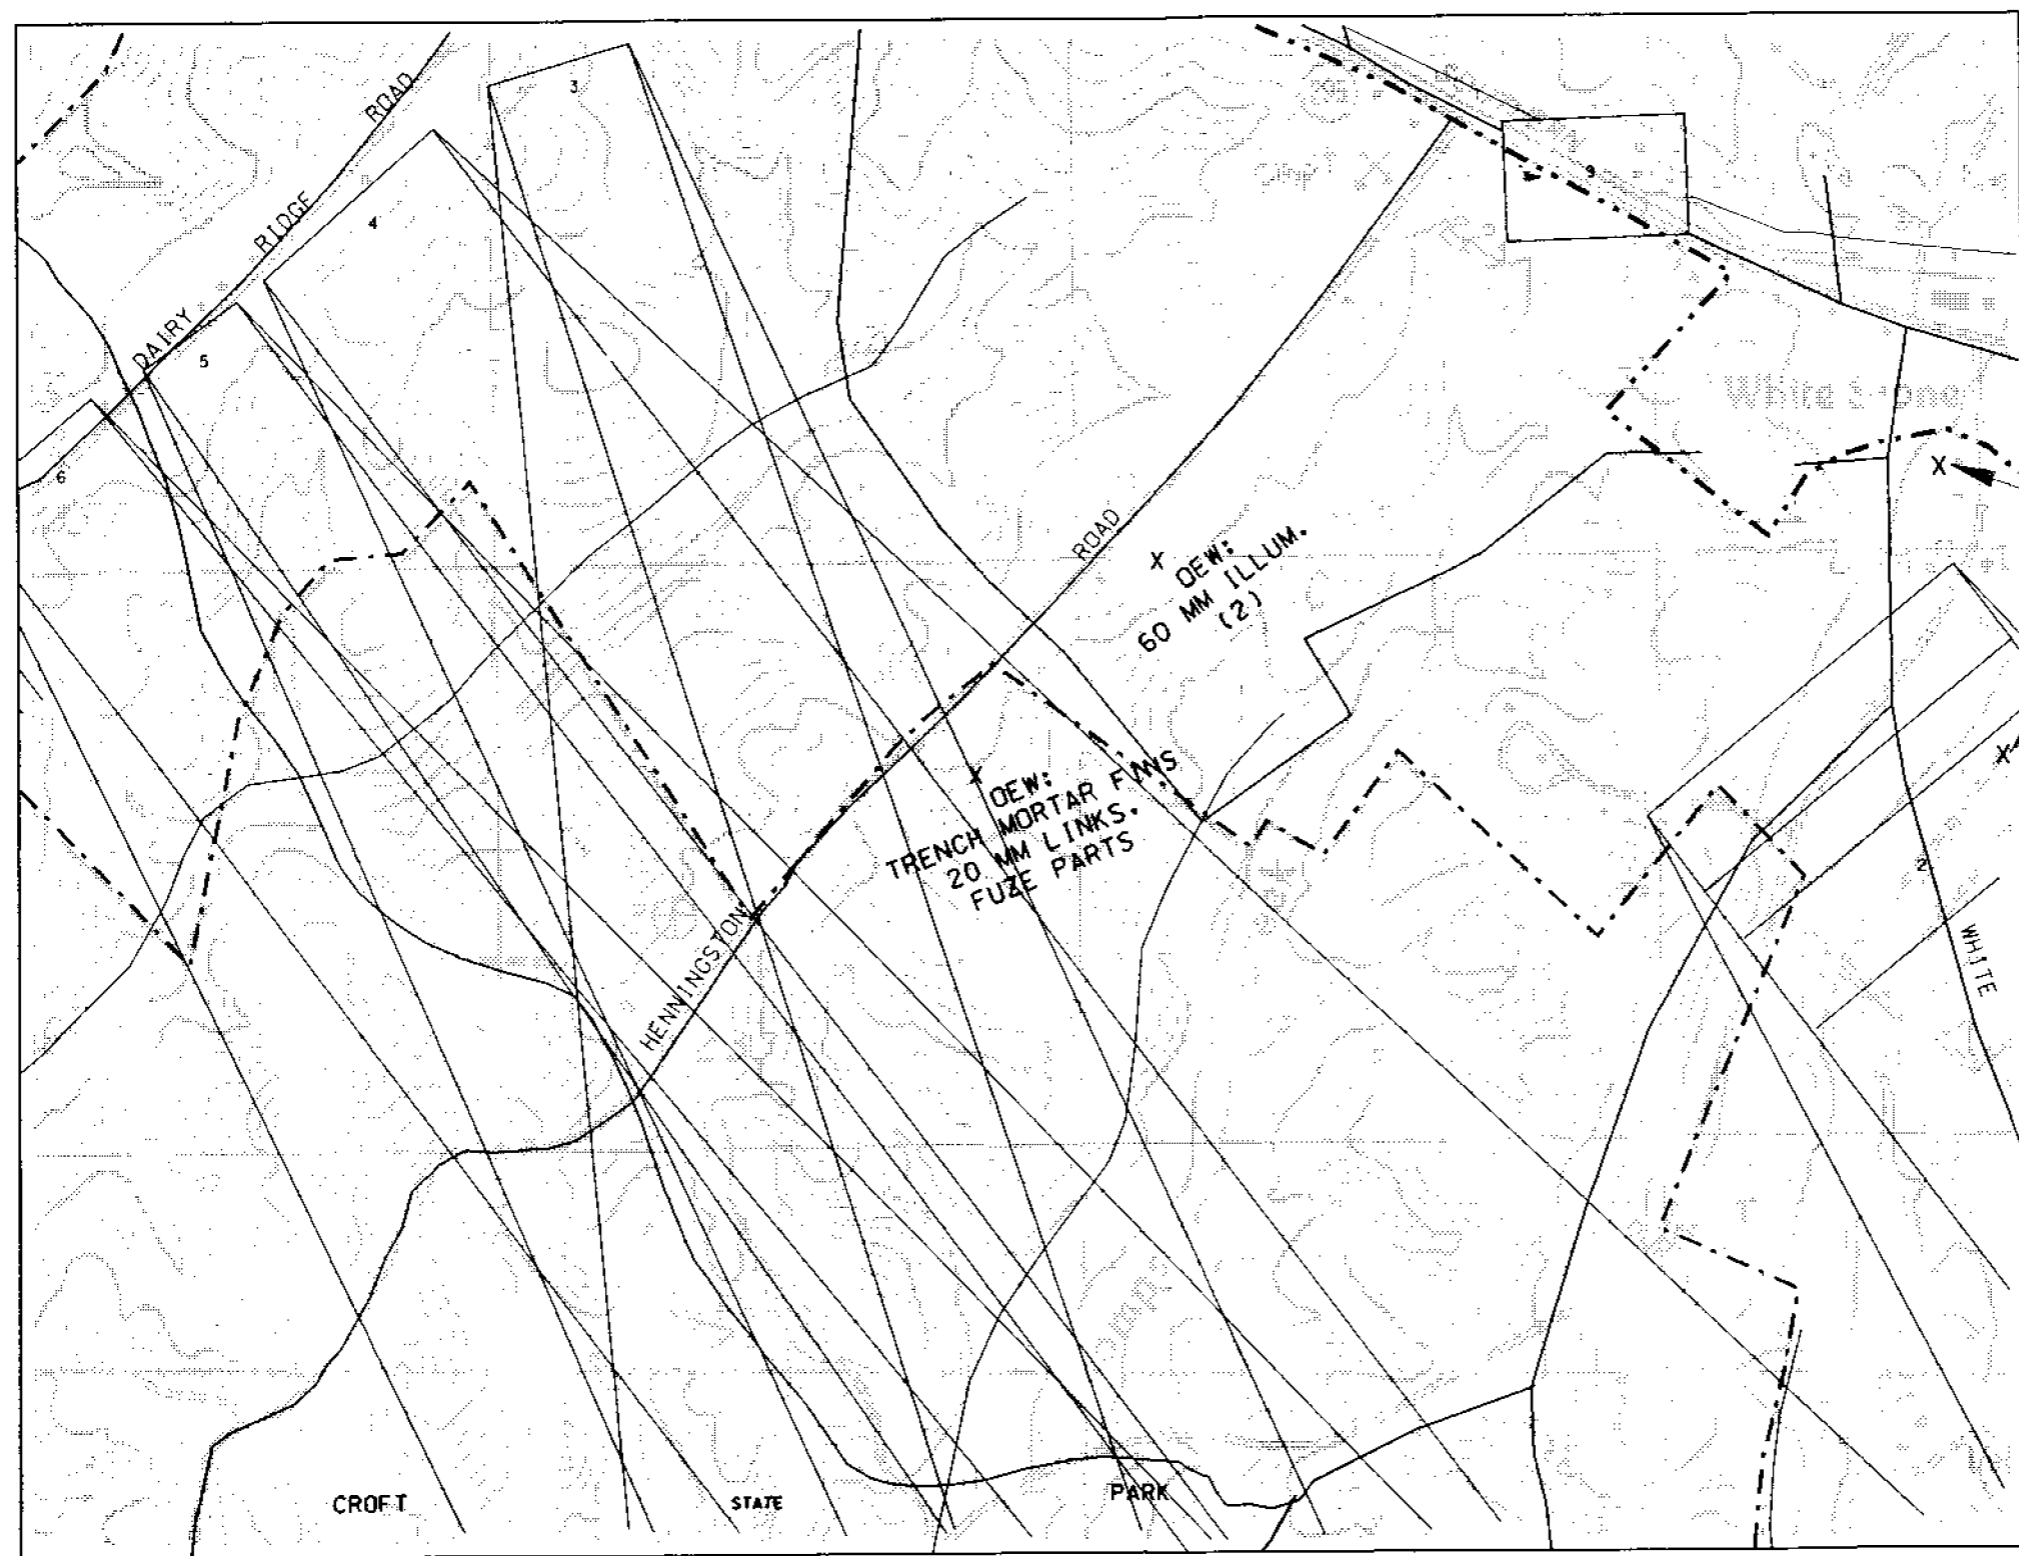 3
ROAD
RIDGE
4
9
DAIRY
5
6
White Stone
X
ROAD
X
OEW:
60 MM ILLUM.
(2)
X
OEW:
TRENCH MORTAR FINS
20 MM LINKS.
FUZE PARTS
X
2
HENNINGSTON
WHITE
CROFT
STATE
PARK